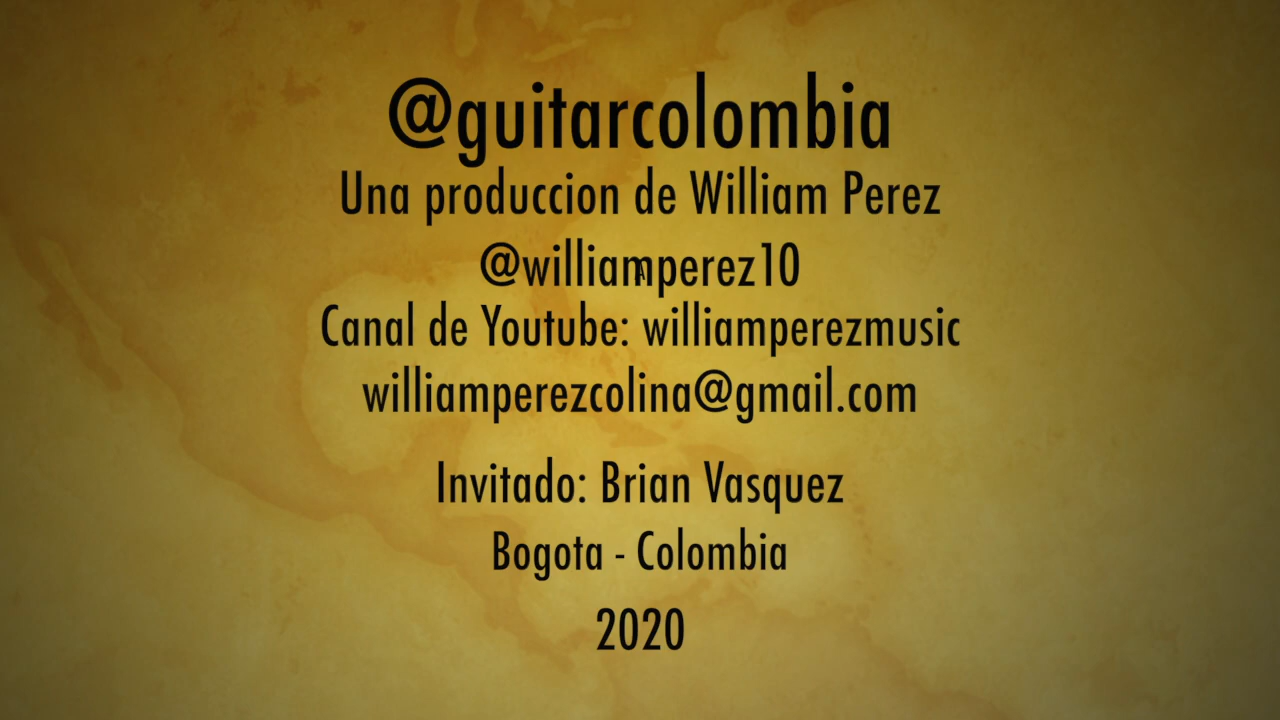 @guitarcolombia
Una produccion de William Perez
@williamperez10
Canal de Youtube: williamperezmusic
williamperezcolina@gmail.com
Invitado: Brian Vasquez
Bogota - Colombia
2020